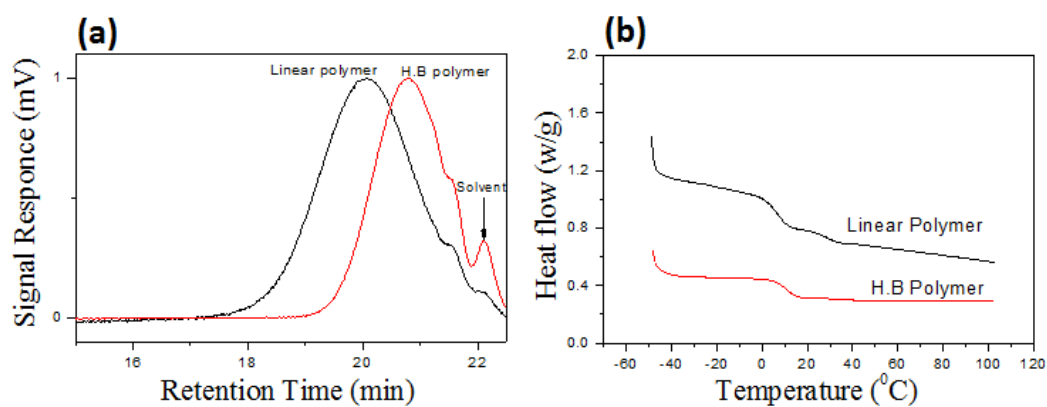 (a)
Linear polymer
H.B polymer
Solvent
1
0
Signal Responce (mV)
16 18 20 22
Retention Time (min)
(b)
2.0
1.6
1.2
0.8
0.4
0.0
Heat flow (w/g)
Linear Polymer
H.B Polymer
-60 -40 -20 0 20 40 60 80 100 120
Temperature (⁰C)